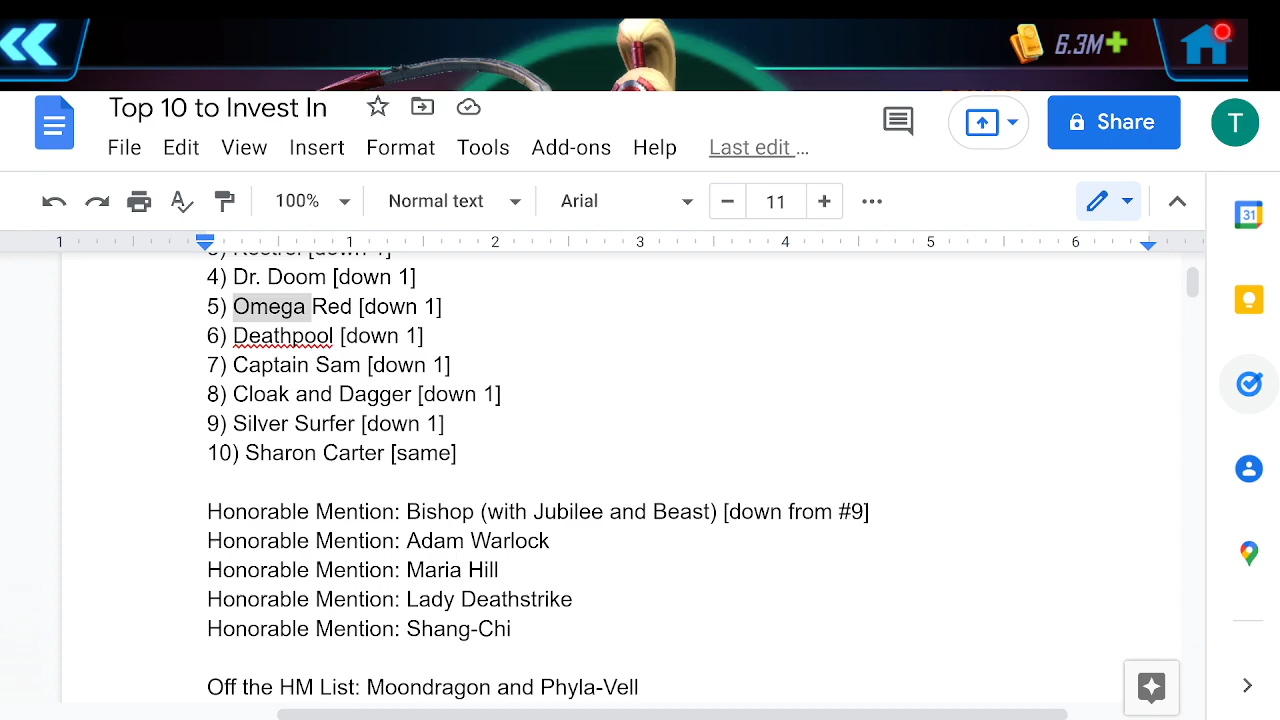 6.3M
Top 10 to Invest In
File Edit View Insert Format Tools Add-ons Help Last edit ...
Share
T
100% Normal text Arial 11
31
1 1 2 3 4 5 6
[down 1]
4) Dr. Doom [down 1]
5) Omega Red [down 1]
6) Deathpool [down 1]
7) Captain Sam [down 1]
8) Cloak and Dagger [down 1]
9) Silver Surfer [down 1]
10) Sharon Carter [same]
Honorable Mention: Bishop (with Jubilee and Beast) [down from #9]
Honorable Mention: Adam Warlock
Honorable Mention: Maria Hill
Honorable Mention: Lady Deathstrike
Honorable Mention: Shang-Chi
Off the HM List: Moondragon and Phyla-Vell